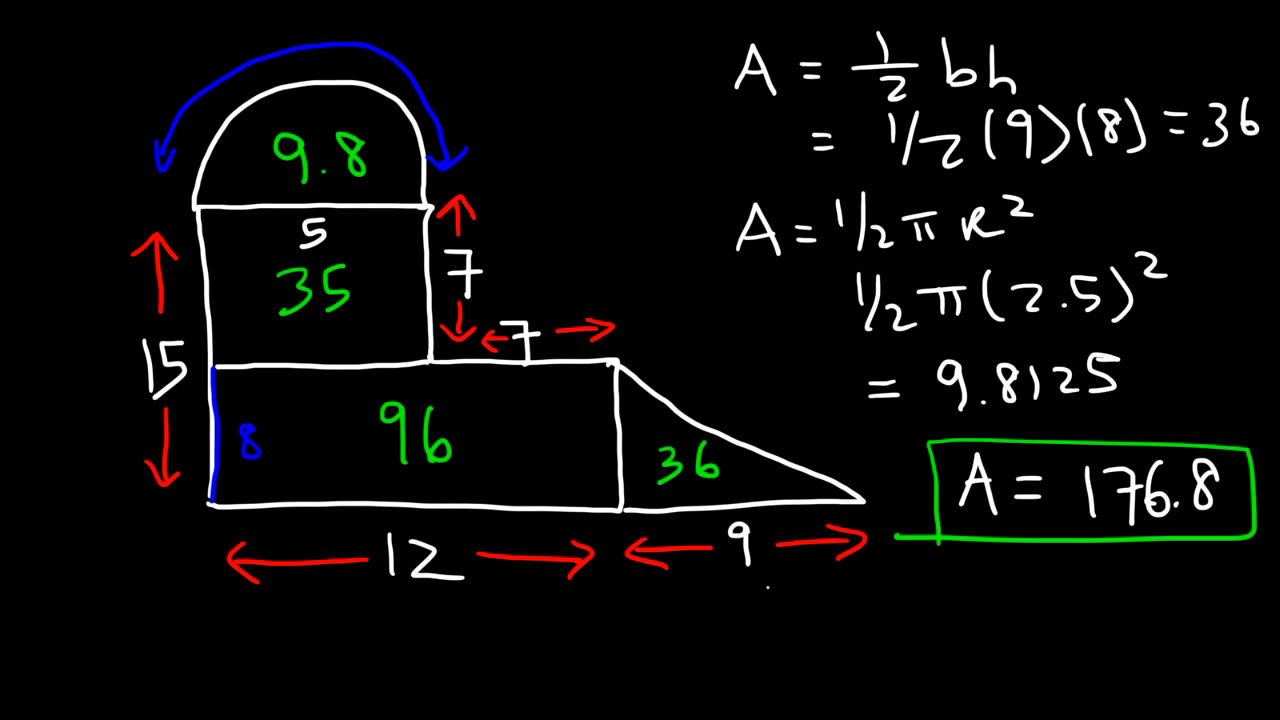 9.8
5
35
7
7
15
8
96
36
12
9
A = 1/2 bh
= 1/2 (9)(8) = 36
A = 1/2 π R²
1/2 π (2.5)²
= 9.8125
A = 176.8